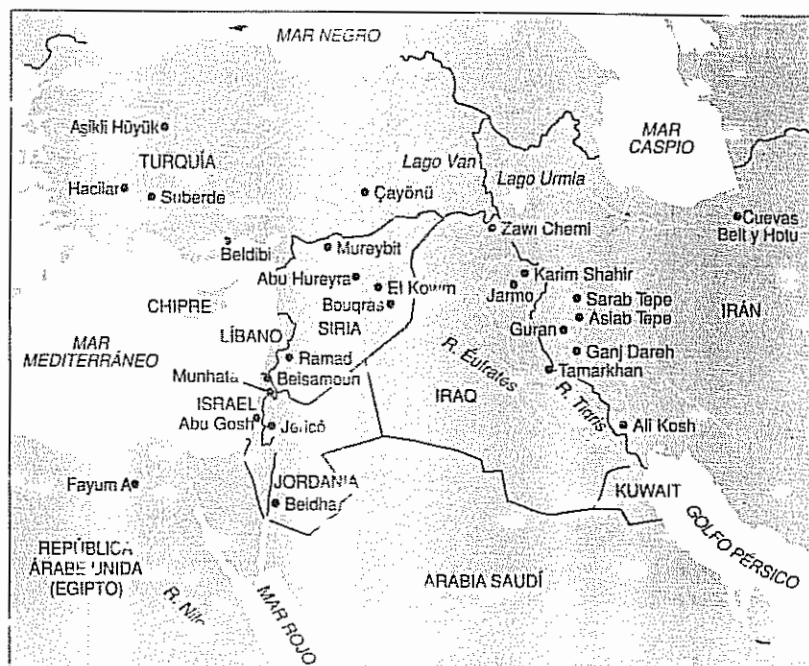 MAR NEGRO
MAR
CASPIO
Aşikli Hüyük
TURQUÍA
Lago Van
Lago Urmia
Hacilar
Suberde
Çayönü
Cuevas
Belt y Hotu
Zawi Chemi
Beldibi
Mureybit
Abu Hureyra
El Kowm
Karim Shahir
Jarmo
Sarab Tepe
IRÁN
CHIPRE
Bouqras
Aslab Tepe
SIRIA
Guran
LÍBANO
MAR
MEDITERRÁNEO
Ramad
Ganj Dareh
R. Éufrates
Tamarkhan
Munhata
Beisamoun
IRAQ
R. Tigris
ISRAEL
Abu Gosh
Jericó
Ali Kosh
Fayum A
JORDANIA
Beidha
KUWAIT
GOLFO PÉRSICO
REPÚBLICA
ÁRABE UNIDA
(EGIPTO)
R. Nilo
MAR ROJO
ARABIA SAUDÍ